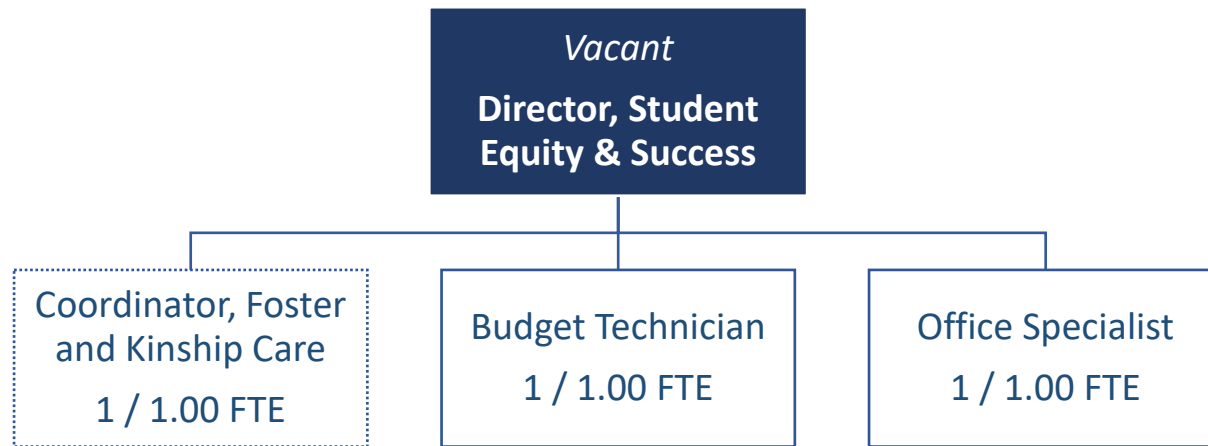 Vacant
Director, Student
Equity & Success
Coordinator, Foster
and Kinship Care
1 / 1.00 FTE
Budget Technician
1 / 1.00 FTE
Office Specialist
1 / 1.00 FTE